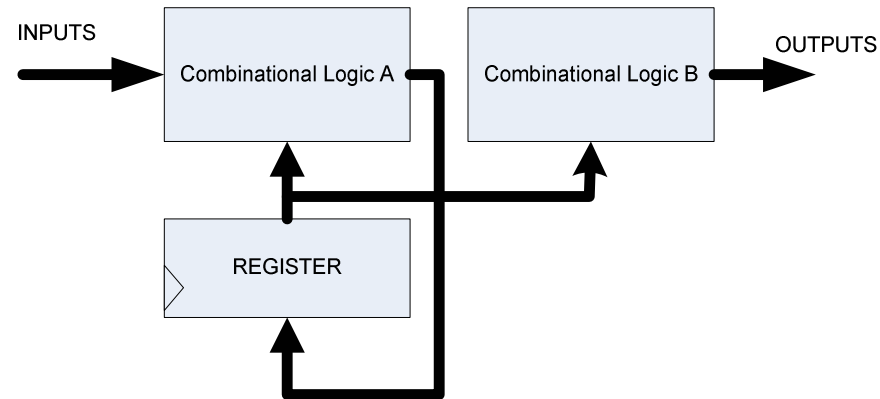 INPUTS
Combinational Logic A
Combinational Logic B
OUTPUTS
REGISTER